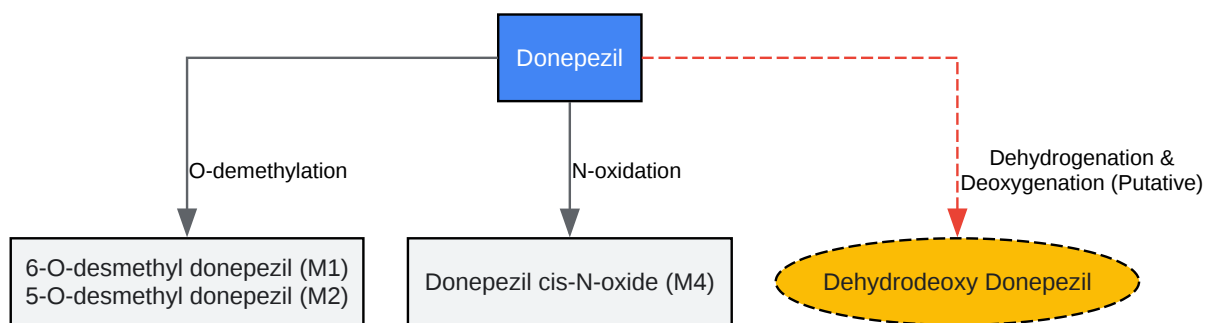 Donepezil
O-demethylation
N-oxidation
Dehydrogenation &
Deoxygenation (Putative)
6-O-desmethyl donepezil (M1)
5-O-desmethyl donepezil (M2)
Donepezil cis-N-oxide (M4)
Dehydrodeoxy Donepezil